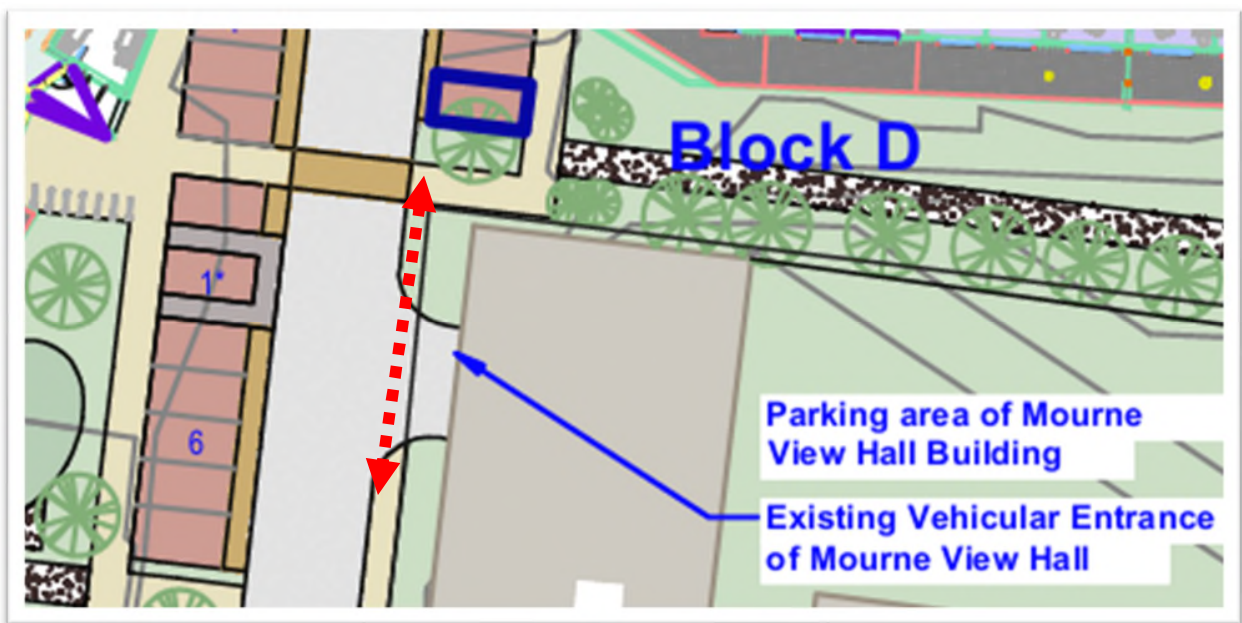 Block D
1*
6
Parking area of Mourne
View Hall Building
Existing Vehicular Entrance
of Mourne View Hall